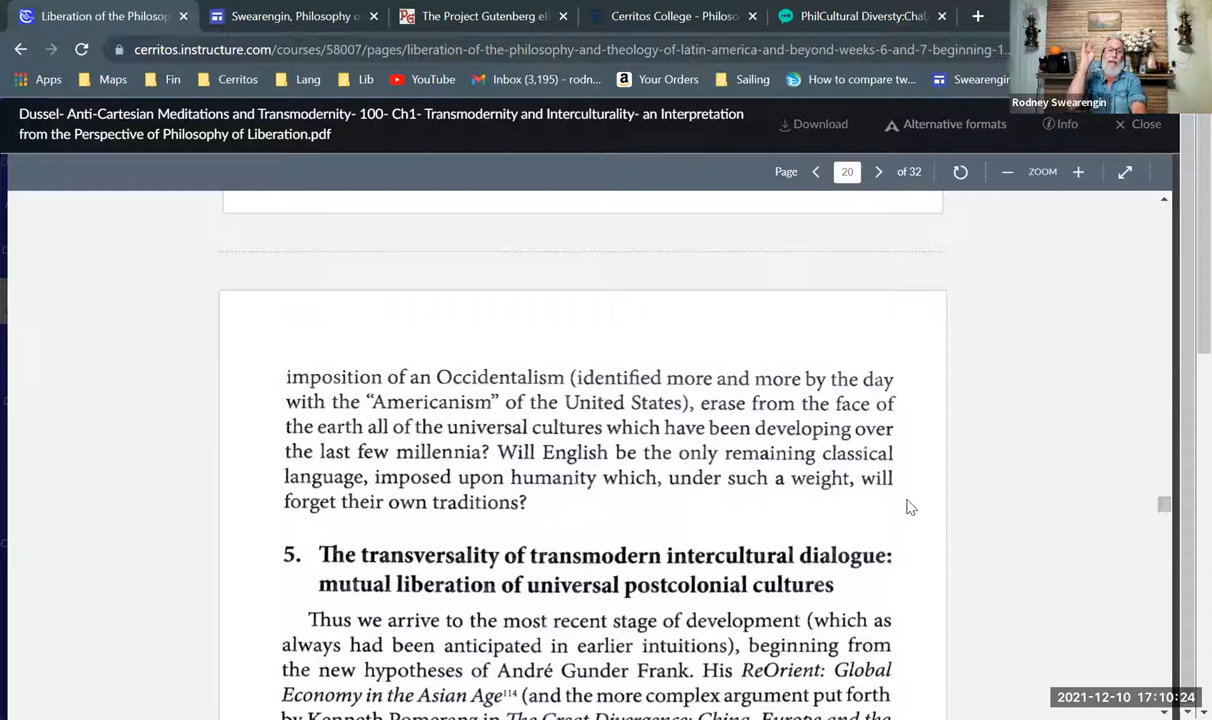 Liberation of the Philosop
Swearengin, Philosophy o
The Project Gutenberg eB
Cerritos College - Philoso
PhilCultural Diversty:Chal
cerritos.instructure.com/courses/58007/pages/liberation-of-the-philosophy-and-theology-of-latin-america-and-beyond-weeks-6-and-7-beginning-1...
Apps
Maps
Fin
Cerritos
Lang
Lib
YouTube
Inbox (3,195) - rodn...
Your Orders
Sailing
How to compare tw...
Swearengin
Rodney Swearengin
Dussel- Anti-Cartesian Meditations and Transmodernity- 100- Ch1- Transmodernity and Interculturality- an Interpretation
from the Perspective of Philosophy of Liberation.pdf
Download
Alternative formats
Info
Close
Page 20 of 32
ZOOM
imposition of an Occidentalism (identified more and more by the day
with the “Americanism” of the United States), erase from the face of
the earth all of the universal cultures which have been developing over
the last few millennia? Will English be the only remaining classical
language, imposed upon humanity which, under such a weight, will
forget their own traditions?
5. The transversality of transmodern intercultural dialogue:
mutual liberation of universal postcolonial cultures
Thus we arrive to the most recent stage of development (which as
always had been anticipated in earlier intuitions), beginning from
the new hypotheses of André Gunder Frank. His ReOrient: Global
Economy in the Asian Age114 (and the more complex argument put forth
by Kenneth Pomeranz in The Great Divergence: China, Europe and the
2021-12-10 17:10:24